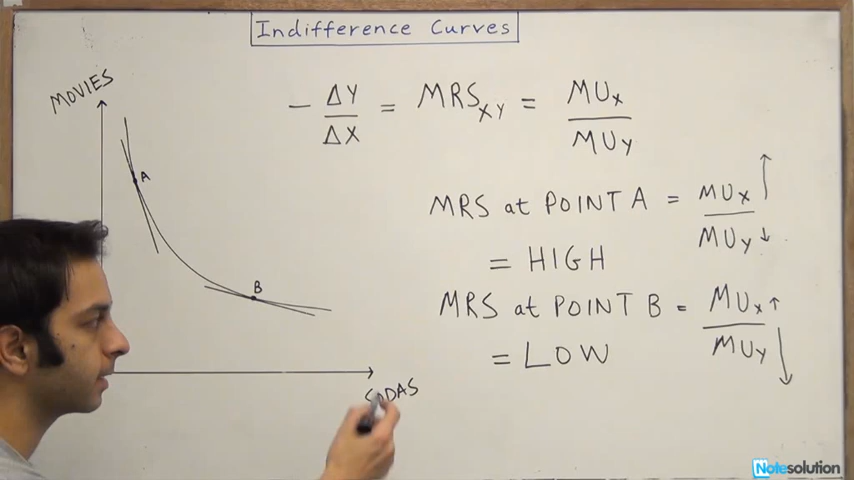 Indifference Curves
MOVIES
A
B
SODAS
− ΔY/ΔX = MRSXY = MUx/MUY
MRS at POINT A = MUx↑/MUY↓
= HIGH
MRS at POINT B = MUx↑/MUY↓
= LOW
Notesolution